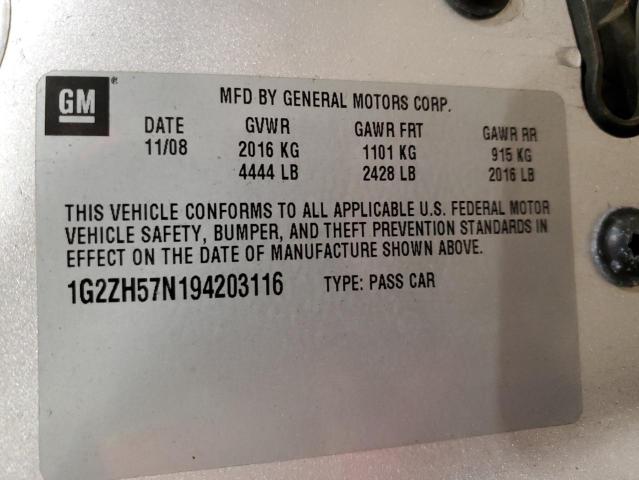 GM ®
MFD BY GENERAL MOTORS CORP.
DATE GVWR GAWR FRT GAWR RR
11/08 2016 KG 1101 KG 915 KG
4444 LB 2428 LB 2016 LB
THIS VEHICLE CONFORMS TO ALL APPLICABLE U.S. FEDERAL MOTOR
VEHICLE SAFETY, BUMPER, AND THEFT PREVENTION STANDARDS IN
EFFECT ON THE DATE OF MANUFACTURE SHOWN ABOVE.
1G2ZH57N194203116 TYPE: PASS CAR